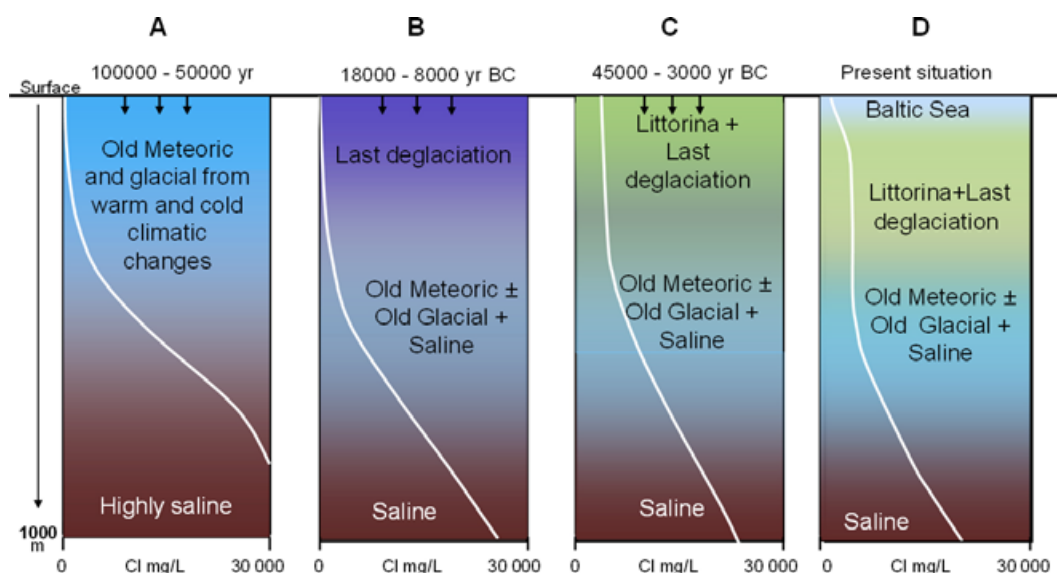 A
B
C
D
100000 - 50000 yr
18000 - 8000 yr BC
45000 - 3000 yr BC
Present situation
Surface
Old Meteoric
and glacial from
warm and cold
climatic
changes
Highly saline
Last deglaciation
Old Meteoric ±
Old Glacial +
Saline
Saline
Littorina +
Last
deglaciation
Old Meteoric ±
Old Glacial +
Saline
Saline
Baltic Sea
Littorina+Last
deglaciation
Old Meteoric ±
Old Glacial +
Saline
Saline
1000
m
0 Cl mg/L 30 000
0 Cl mg/L 30 000
0 Cl mg/L 30 000
0 Cl mg/L 30 000